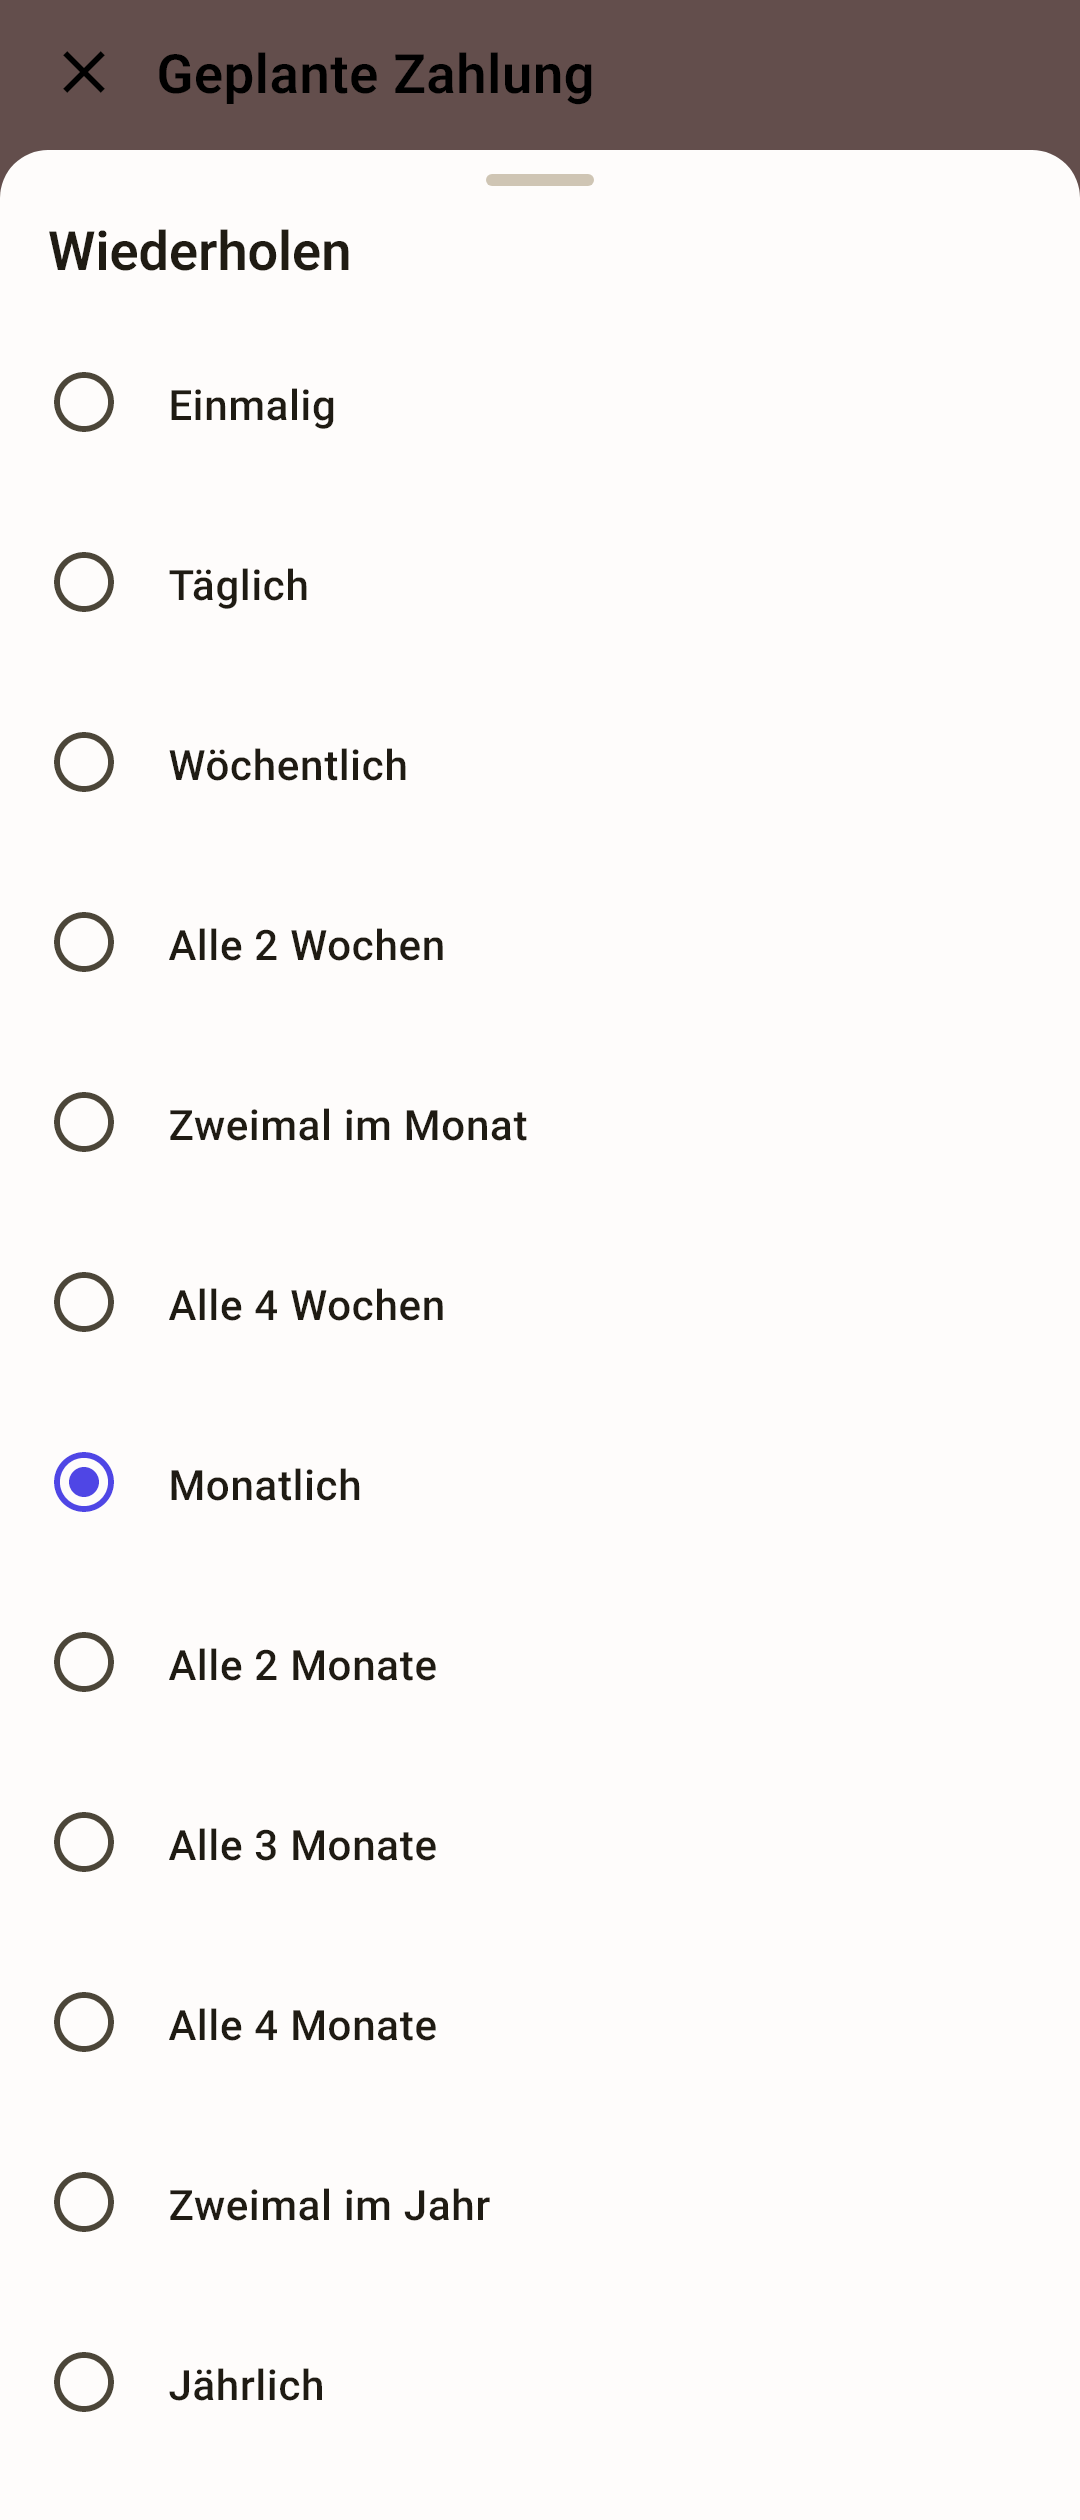 Geplante Zahlung
Wiederholen
Einmalig
Täglich
Wöchentlich
Alle 2 Wochen
Zweimal im Monat
Alle 4 Wochen
Monatlich
Alle 2 Monate
Alle 3 Monate
Alle 4 Monate
Zweimal im Jahr
Jährlich